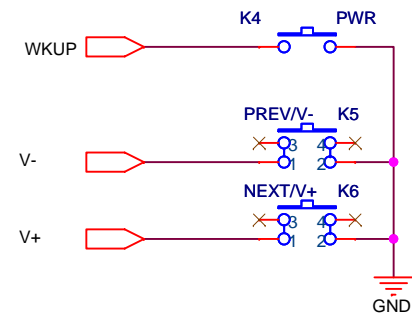 K4 PWR
WKUP
PREV/V- K5
3 4
V- 1 2
NEXT/V+ K6
3 4
V+ 1 2
GND